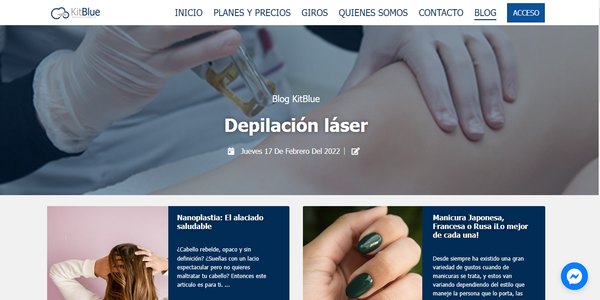 KitBlue
INICIO PLANES Y PRECIOS GIROS QUIENES SOMOS CONTACTO BLOG ACCESO
Blog KitBlue
Depilación láser
Jueves 17 De Febrero Del 2022 |
Nanoplastia: El alaciado
saludable
¿Cabello rebelde, opaco y sin
definición? ¿Sueñas con un lacio
espectacular pero no quieres
maltratar tu cabello? Entonces este
artículo es para ti. ...
Manicura Japonesa,
Francesa o Rusa ¡Lo mejor
de cada una!
Desde siempre ha existido una gran
variedad de gustos cuando de
manicuras se trata, y estos van
variando dependiendo del estilo que
maneje la persona que lo porta, las